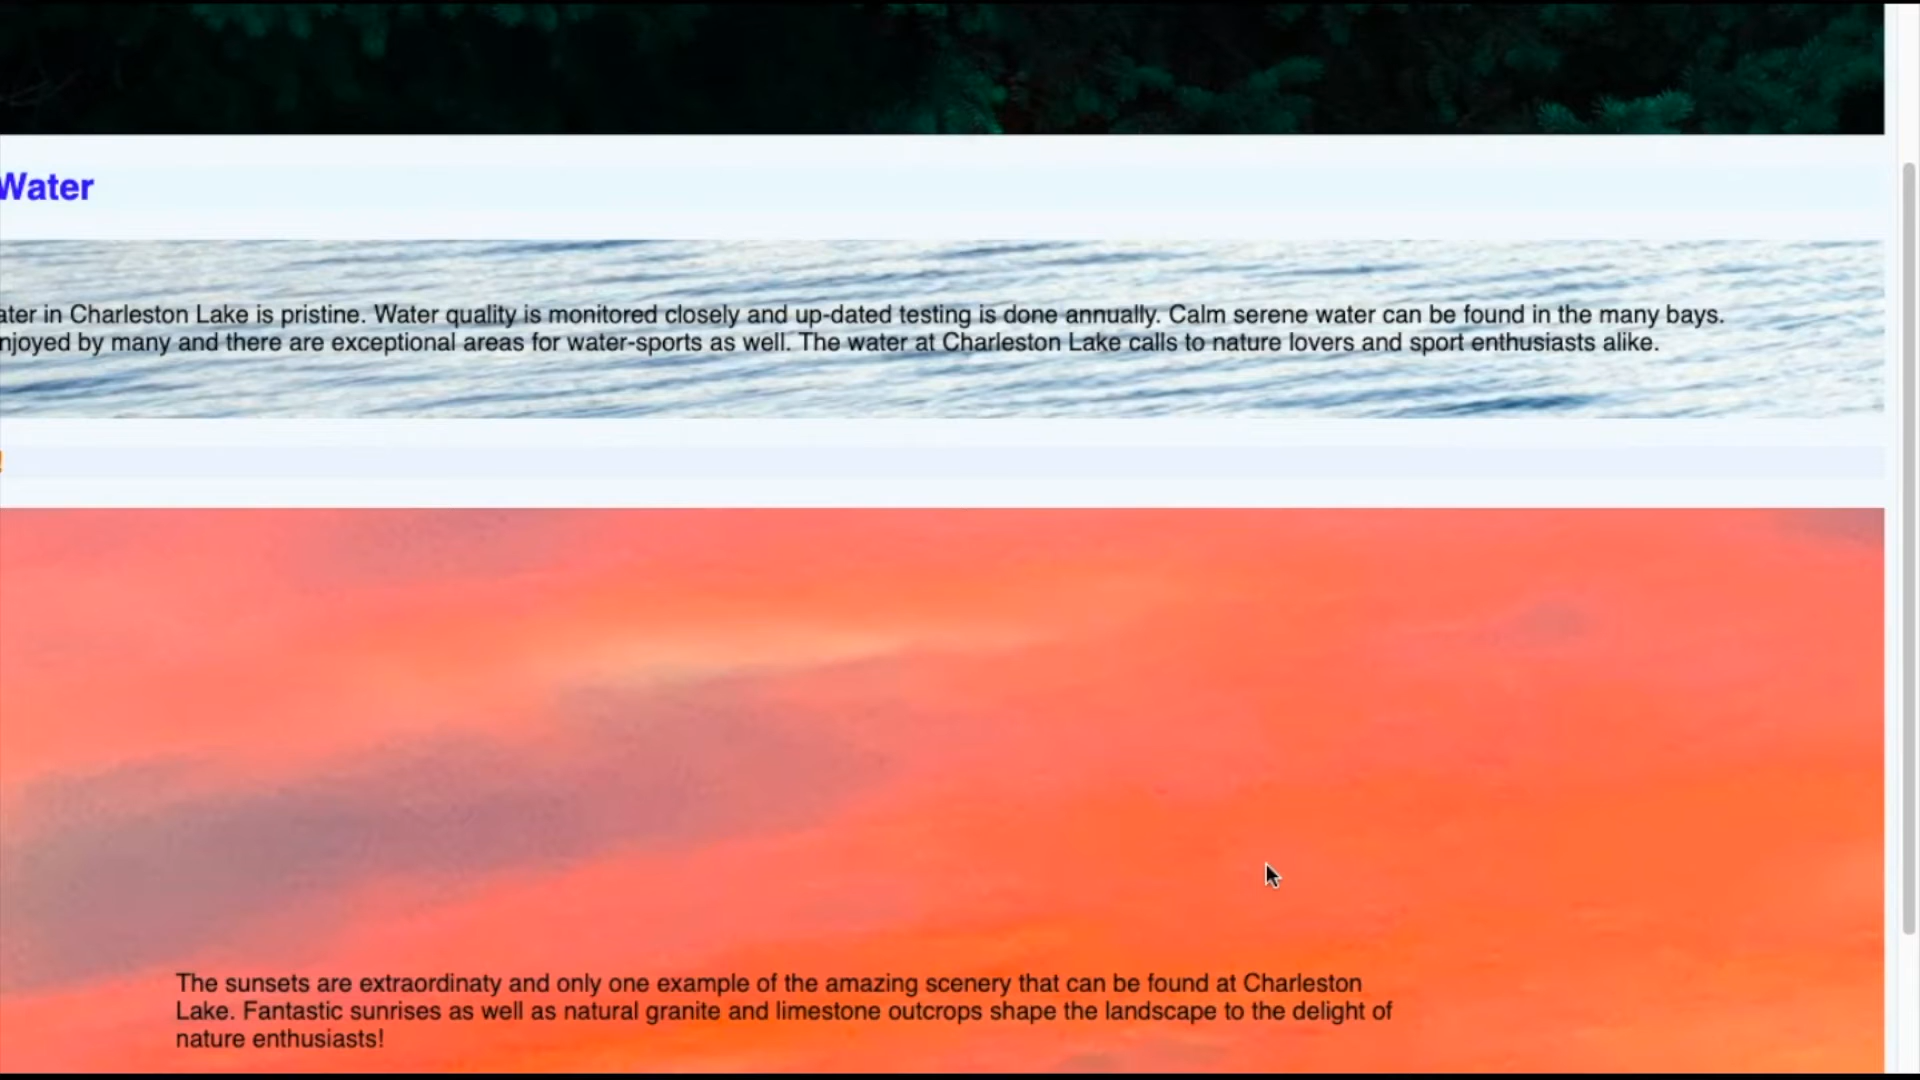 Water
ater in Charleston Lake is pristine. Water quality is monitored closely and up-dated testing is done annually. Calm serene water can be found in the many bays.
njoyed by many and there are exceptional areas for water-sports as well. The water at Charleston Lake calls to nature lovers and sport enthusiasts alike.
!
The sunsets are extraordinaty and only one example of the amazing scenery that can be found at Charleston
Lake. Fantastic sunrises as well as natural granite and limestone outcrops shape the landscape to the delight of
nature enthusiasts!